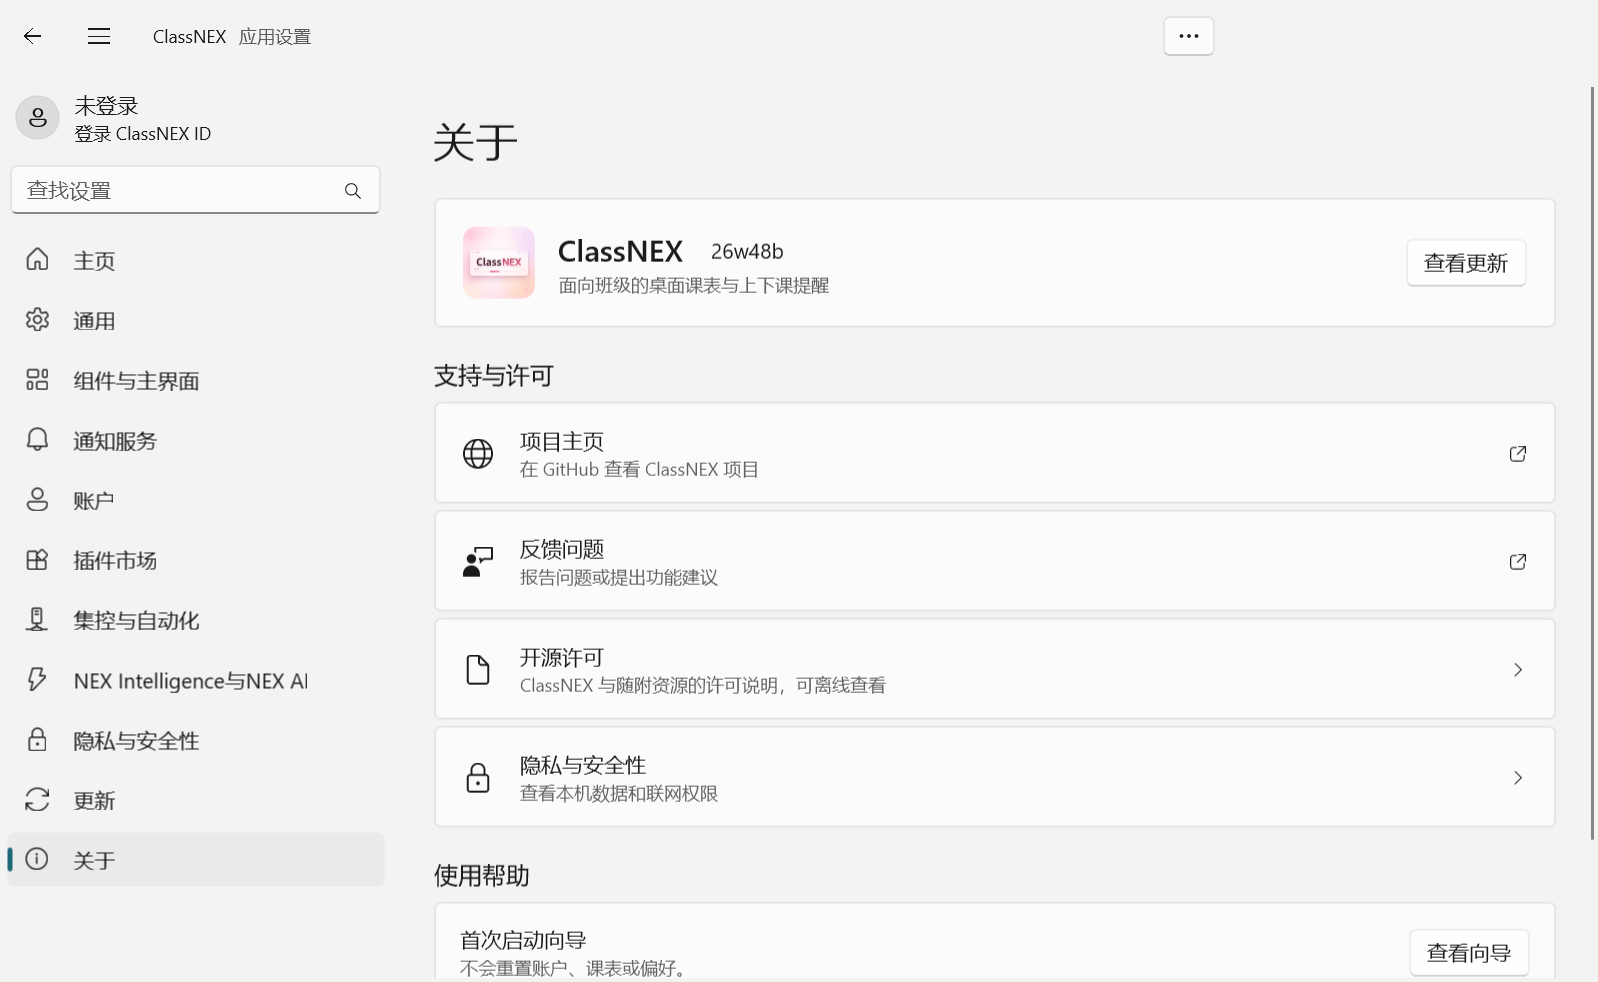 ClassNEX 应用设置
未登录
登录 ClassNEX ID
查找设置
主页
通用
组件与主界面
通知服务
账户
插件市场
集控与自动化
NEX Intelligence与NEX AI
隐私与安全性
更新
关于
关于
ClassNEX
ClassNEX 26w48b
面向班级的桌面课表与上下课提醒
查看更新
支持与许可
项目主页
在 GitHub 查看 ClassNEX 项目
反馈问题
报告问题或提出功能建议
开源许可
ClassNEX 与随附资源的许可说明，可离线查看
隐私与安全性
查看本机数据和联网权限
使用帮助
首次启动向导
不会重置账户、课表或偏好。
查看向导